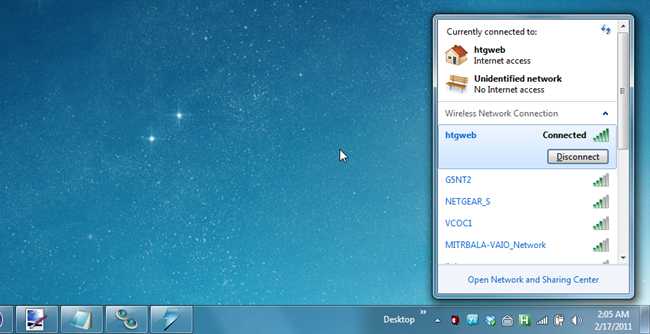 Currently connected to:
htgweb
Internet access
Unidentified network
No Internet access
Wireless Network Connection
htgweb Connected
Disconnect
G5NT2
NETGEAR_S
VCOC1
MITRBALA-VAIO_Network
Open Network and Sharing Center
Desktop »
2:05 AM
2/17/2011